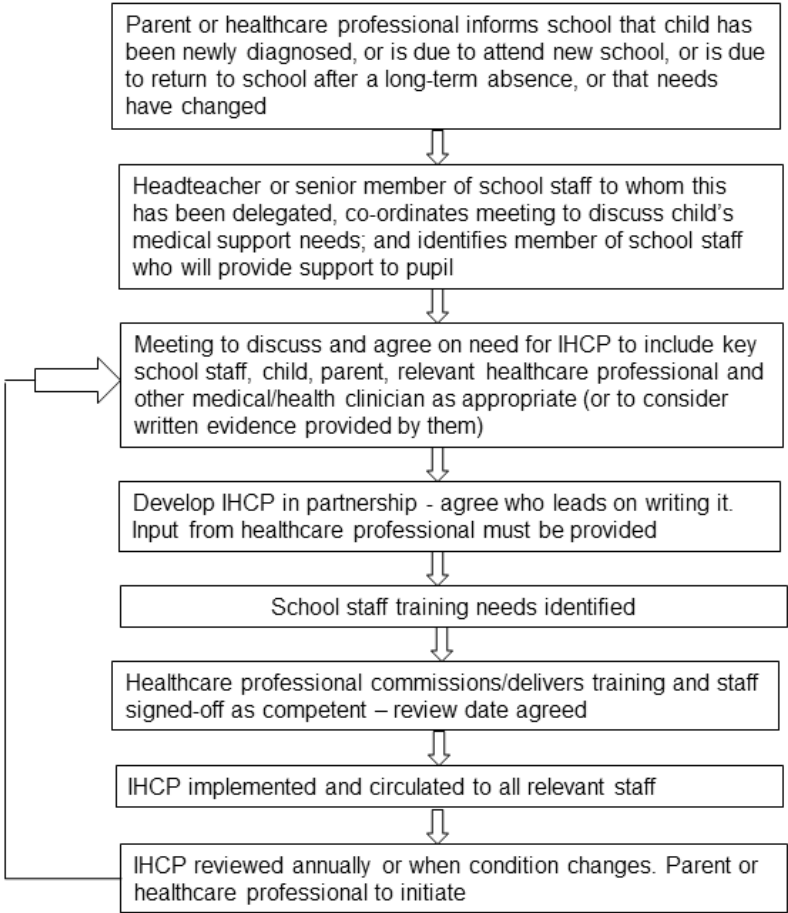 Parent or healthcare professional informs school that child has
been newly diagnosed, or is due to attend new school, or is due
to return to school after a long-term absence, or that needs
have changed
Headteacher or senior member of school staff to whom this
has been delegated, co-ordinates meeting to discuss child's
medical support needs; and identifies member of school staff
who will provide support to pupil
Meeting to discuss and agree on need for IHCP to include key
school staff, child, parent, relevant healthcare professional and
other medical/health clinician as appropriate (or to consider
written evidence provided by them)
Develop IHCP in partnership - agree who leads on writing it.
Input from healthcare professional must be provided
School staff training needs identified
Healthcare professional commissions/delivers training and staff
signed-off as competent – review date agreed
IHCP implemented and circulated to all relevant staff
IHCP reviewed annually or when condition changes. Parent or
healthcare professional to initiate